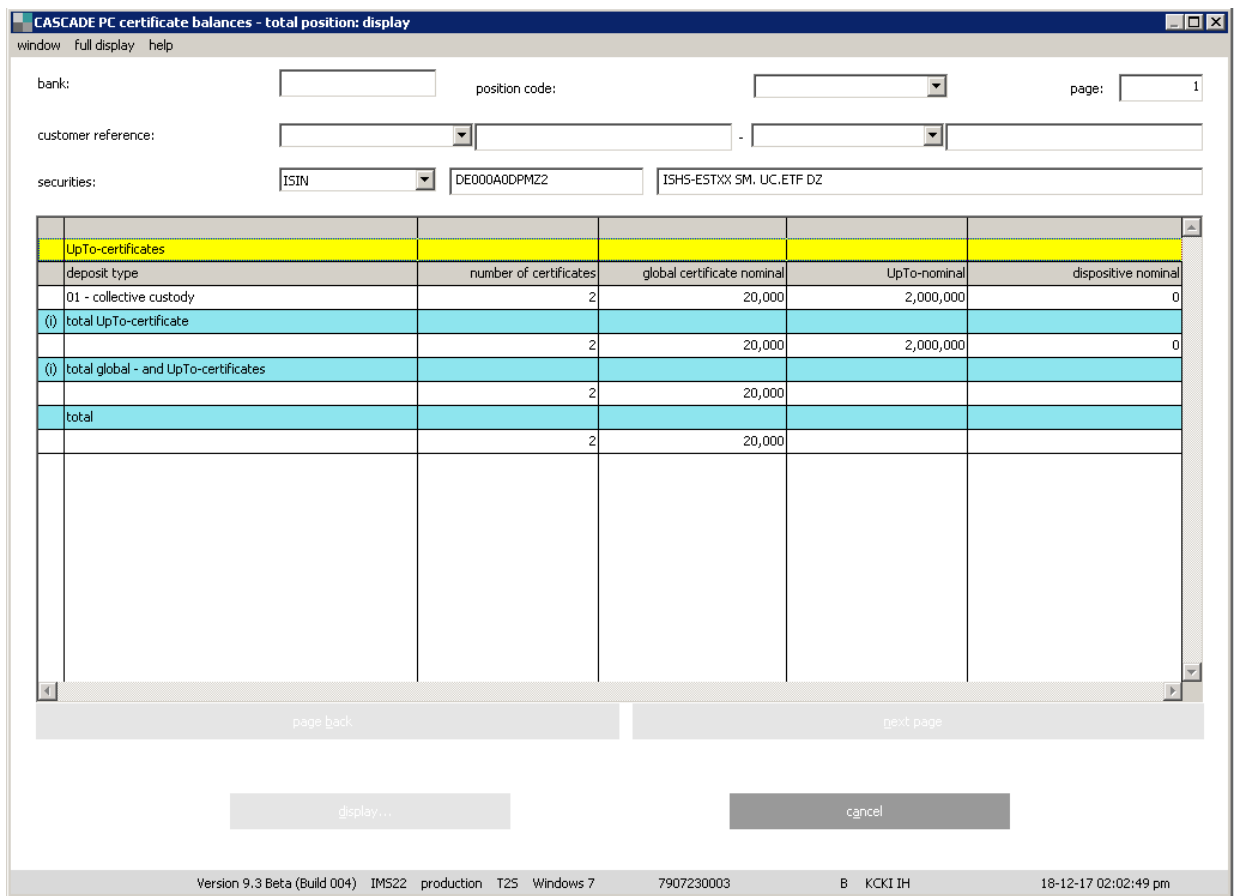 CASCADE PC certificate balances - total position: display
window full display help
bank: position code: page: 1
customer reference: -
securities: ISIN DE000A0DPMZ2 ISHS-ESTXX SM. UC.ETF DZ
UpTo-certificates
deposit type number of certificates global certificate nominal UpTo-nominal dispositive nominal
01 - collective custody 2 20,000 2,000,000 0
(i) total UpTo-certificate
2 20,000 2,000,000 0
(i) total global - and UpTo-certificates
2 20,000
total
2 20,000
page back next page
display... cancel
Version 9.3 Beta (Build 004) IMS22 production T2S Windows 7 7907230003 B KCKI IH 18-12-17 02:02:49 pm